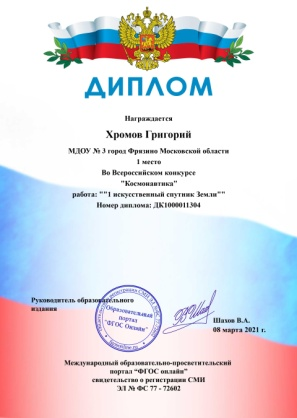 ДИПЛОМ
Награждается
Хромов Григорий
МДОУ № 3 город Фрязино Московской области
1 место
Во Всероссийском конкурсе
"Космонавтика"
работа: ""1 искуственный спутник Земли""
Номер диплома: ДК1000011304
Руководитель образовательного
издания
Образовательный
портал
"ФГОС Онлайн"
Шахов В.А.
08 марта 2021 г.
Международный образовательно-просветительский
портал "ФГОС онлайн"
свидетельство о регистрации СМИ
ЭЛ № ФС 77 - 72602